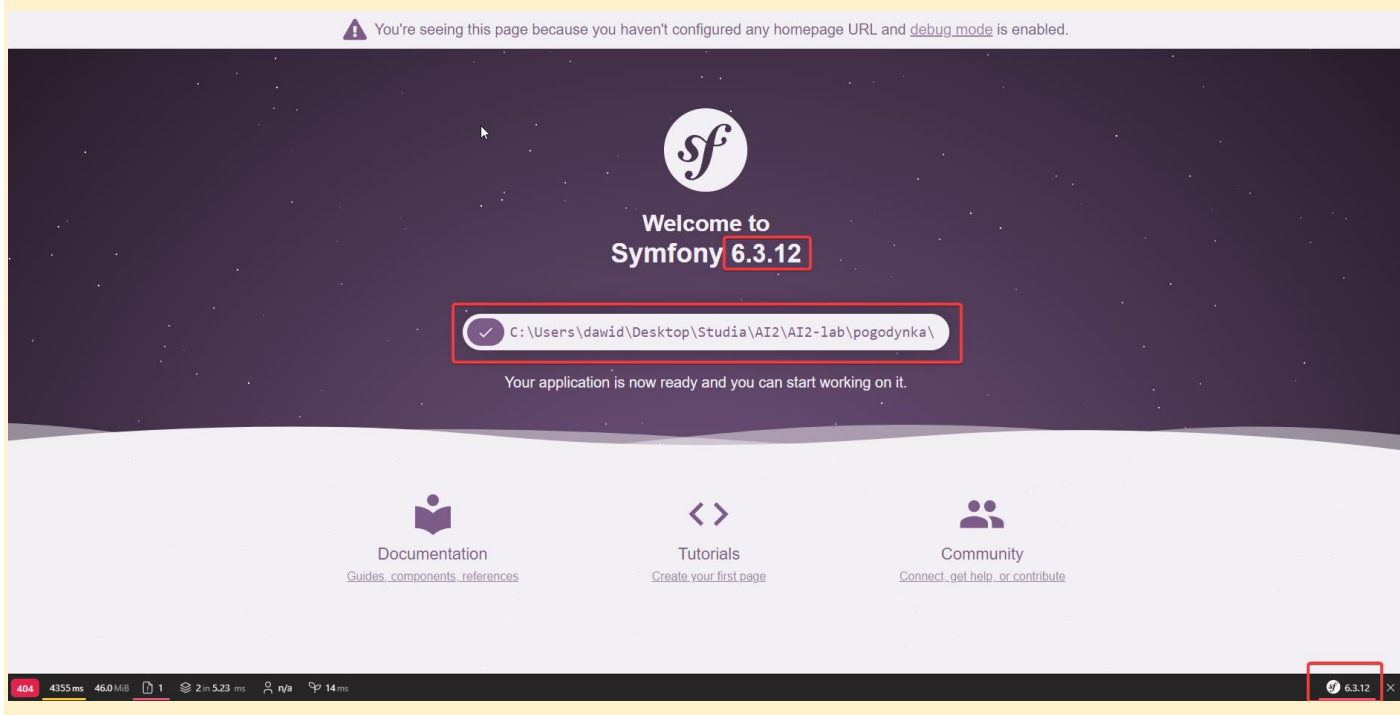 You're seeing this page because you haven't configured any homepage URL and debug mode is enabled.
sf
Welcome to
Symfony 6.3.12
C:\Users\dawid\Desktop\Studia\AI2\AI2-lab\pogodynka\
Your application is now ready and you can start working on it.
Documentation Tutorials Community
Guides, components, references Create your first page Connect, get help, or contribute
404 4355 ms 46.0 MiB 1 2 in 5.23 ms n/a 14 ms sf 6.3.12